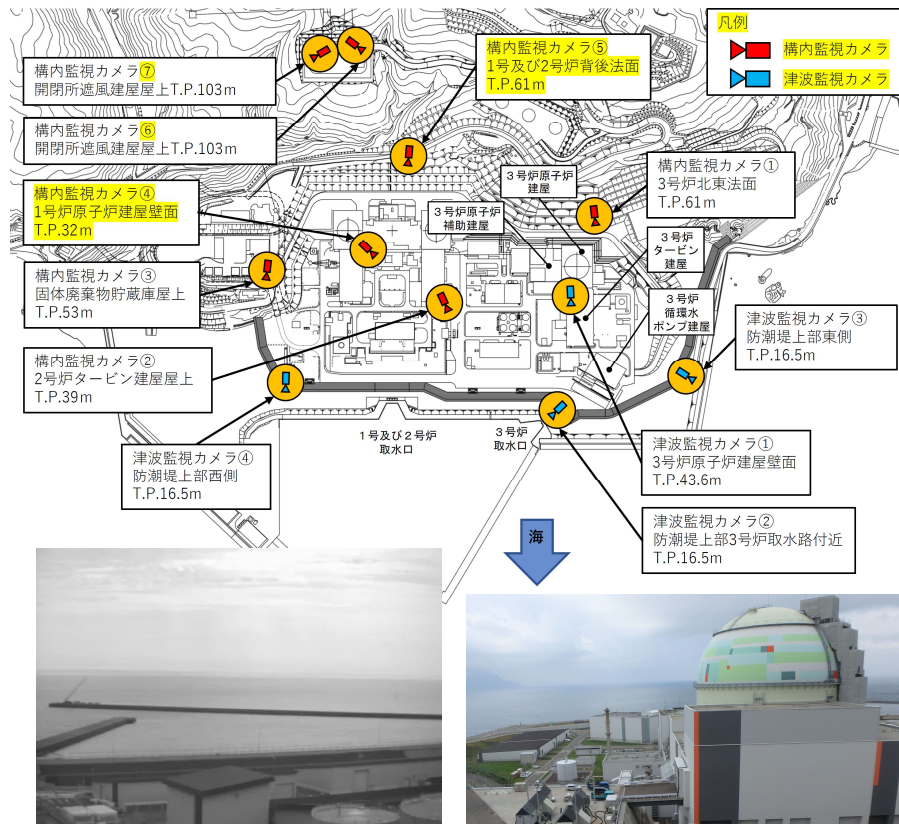 凡例
構内監視カメラ
津波監視カメラ
構内監視カメラ⑦
開閉所遮風建屋屋上T.P.103m
構内監視カメラ⑥
開閉所遮風建屋屋上T.P.103m
構内監視カメラ⑤
1号及び2号炉背後法面
T.P.61m
構内監視カメラ④
1号炉原子炉建屋壁面
T.P.32m
構内監視カメラ③
固体廃棄物貯蔵庫屋上
T.P.53m
構内監視カメラ②
2号炉タービン建屋屋上
T.P.39m
津波監視カメラ④
防潮堤上部西側
T.P.16.5m
3号炉原子炉
建屋
3号炉原子炉
補助建屋
構内監視カメラ①
3号炉北東法面
T.P.61m
3号炉
タービン
建屋
3号炉
循環水
ポンプ建屋
津波監視カメラ③
防潮堤上部東側
T.P.16.5m
1号及び2号炉
取水口
3号炉
取水口
津波監視カメラ①
3号炉原子炉建屋壁面
T.P.43.6m
津波監視カメラ②
防潮堤上部3号炉取水路付近
T.P.16.5m
海